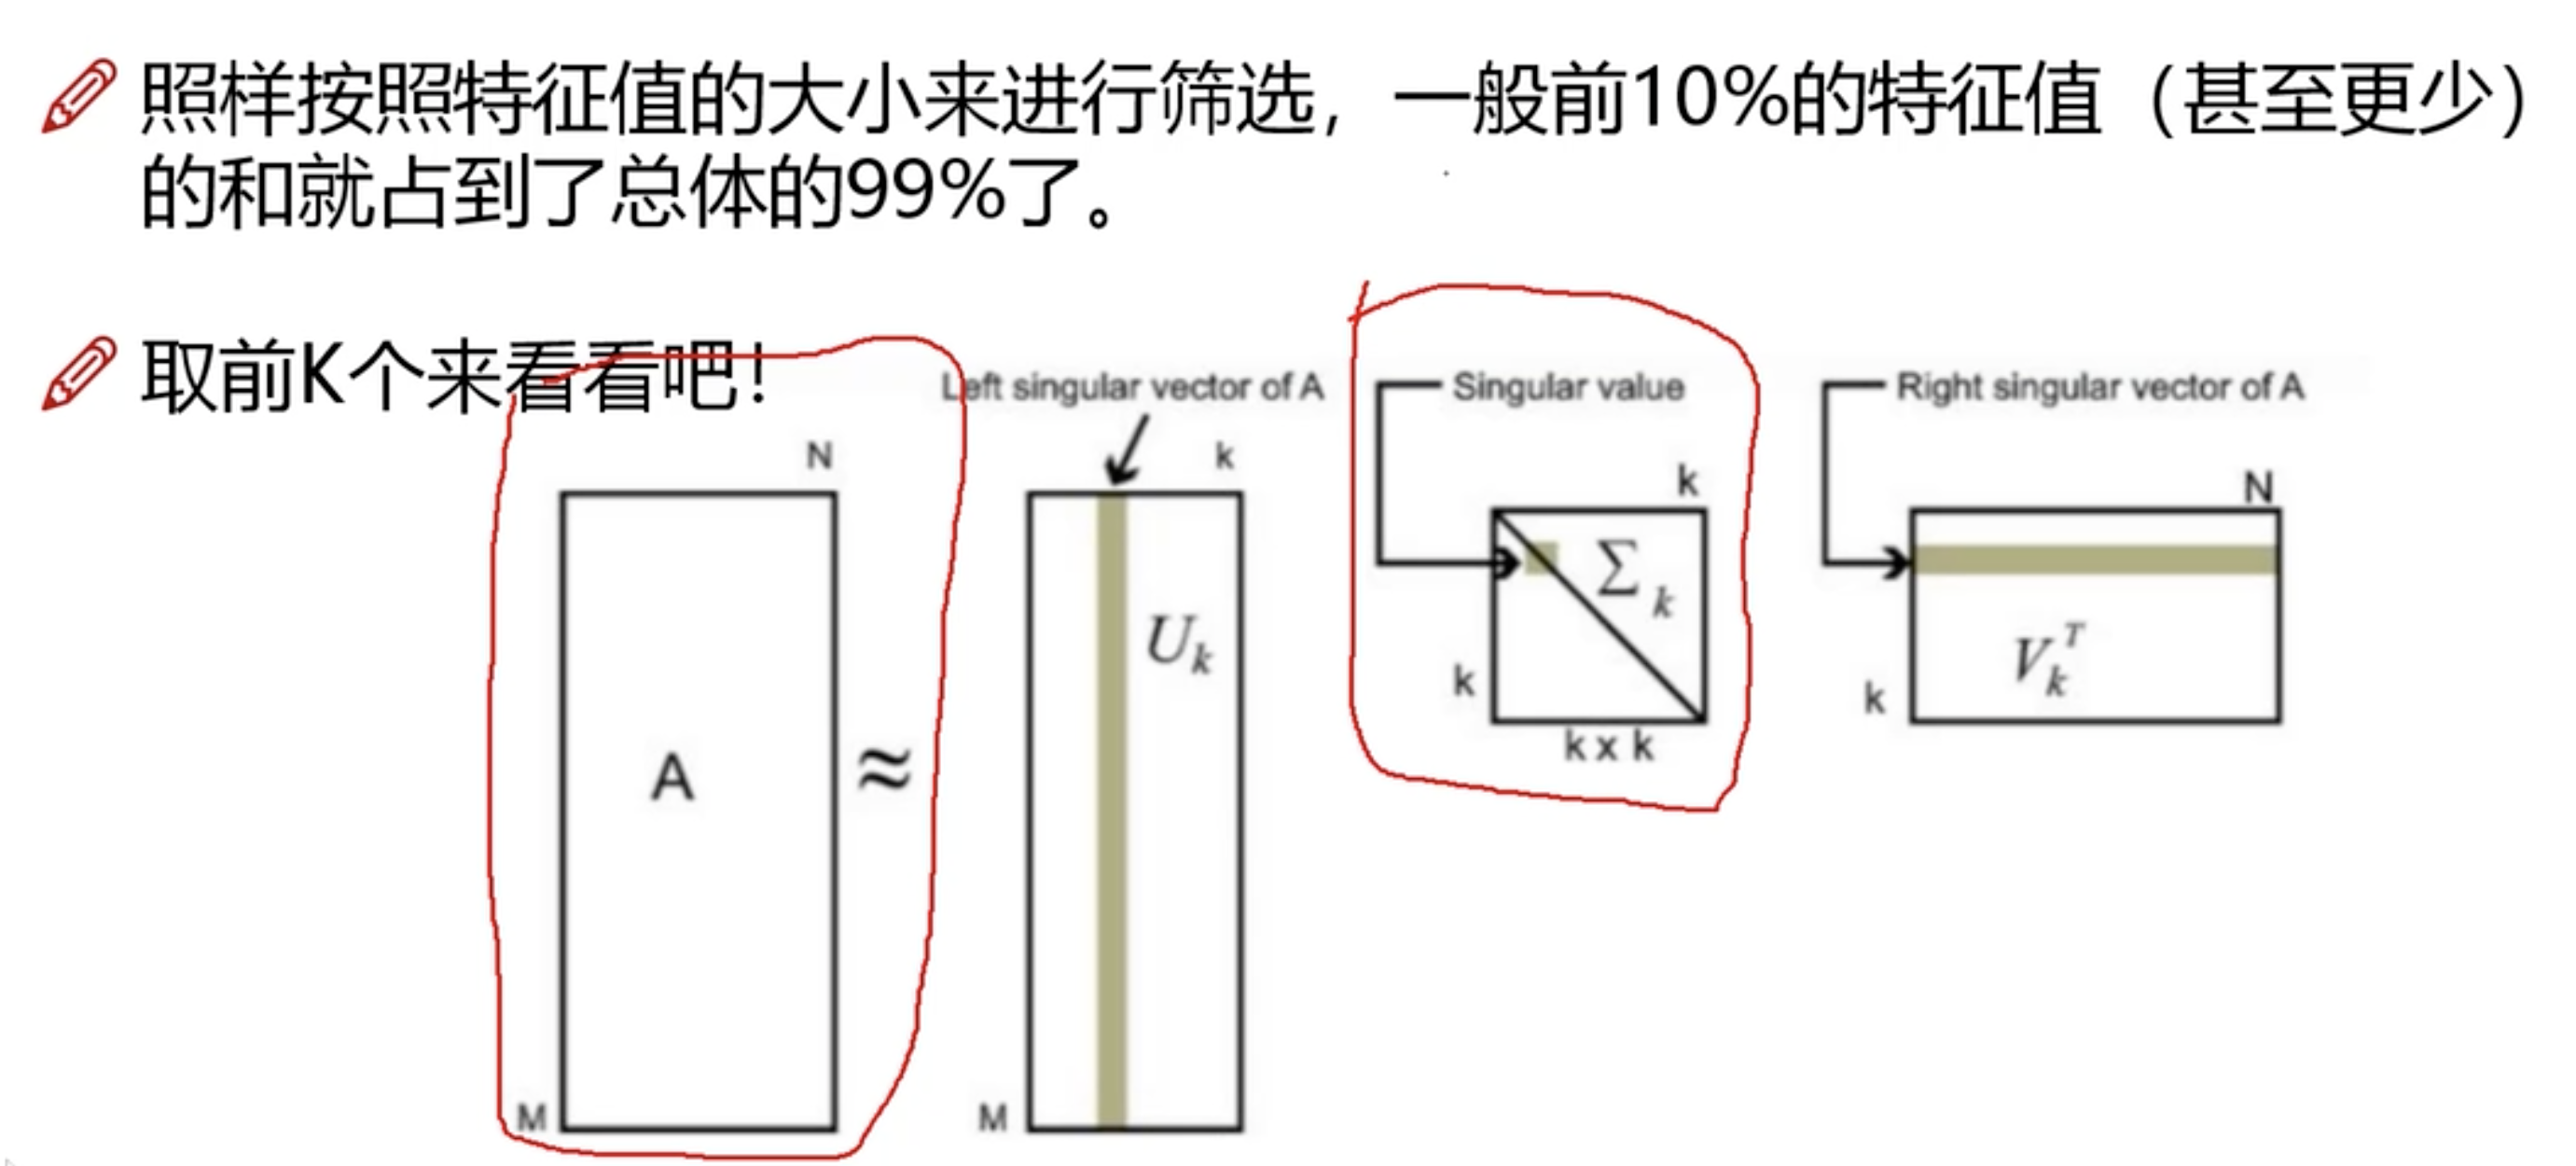 照样按照特征值的大小来进行筛选，一般前10%的特征值（甚至更少）
的和就占到了总体的99%了。
取前K个来看看吧！
Left singular vector of A
Singular value
Right singular vector of A
N
k
k
N
A
≈
U_k
∑_k
V_k^T
k
k
k x k
M
M